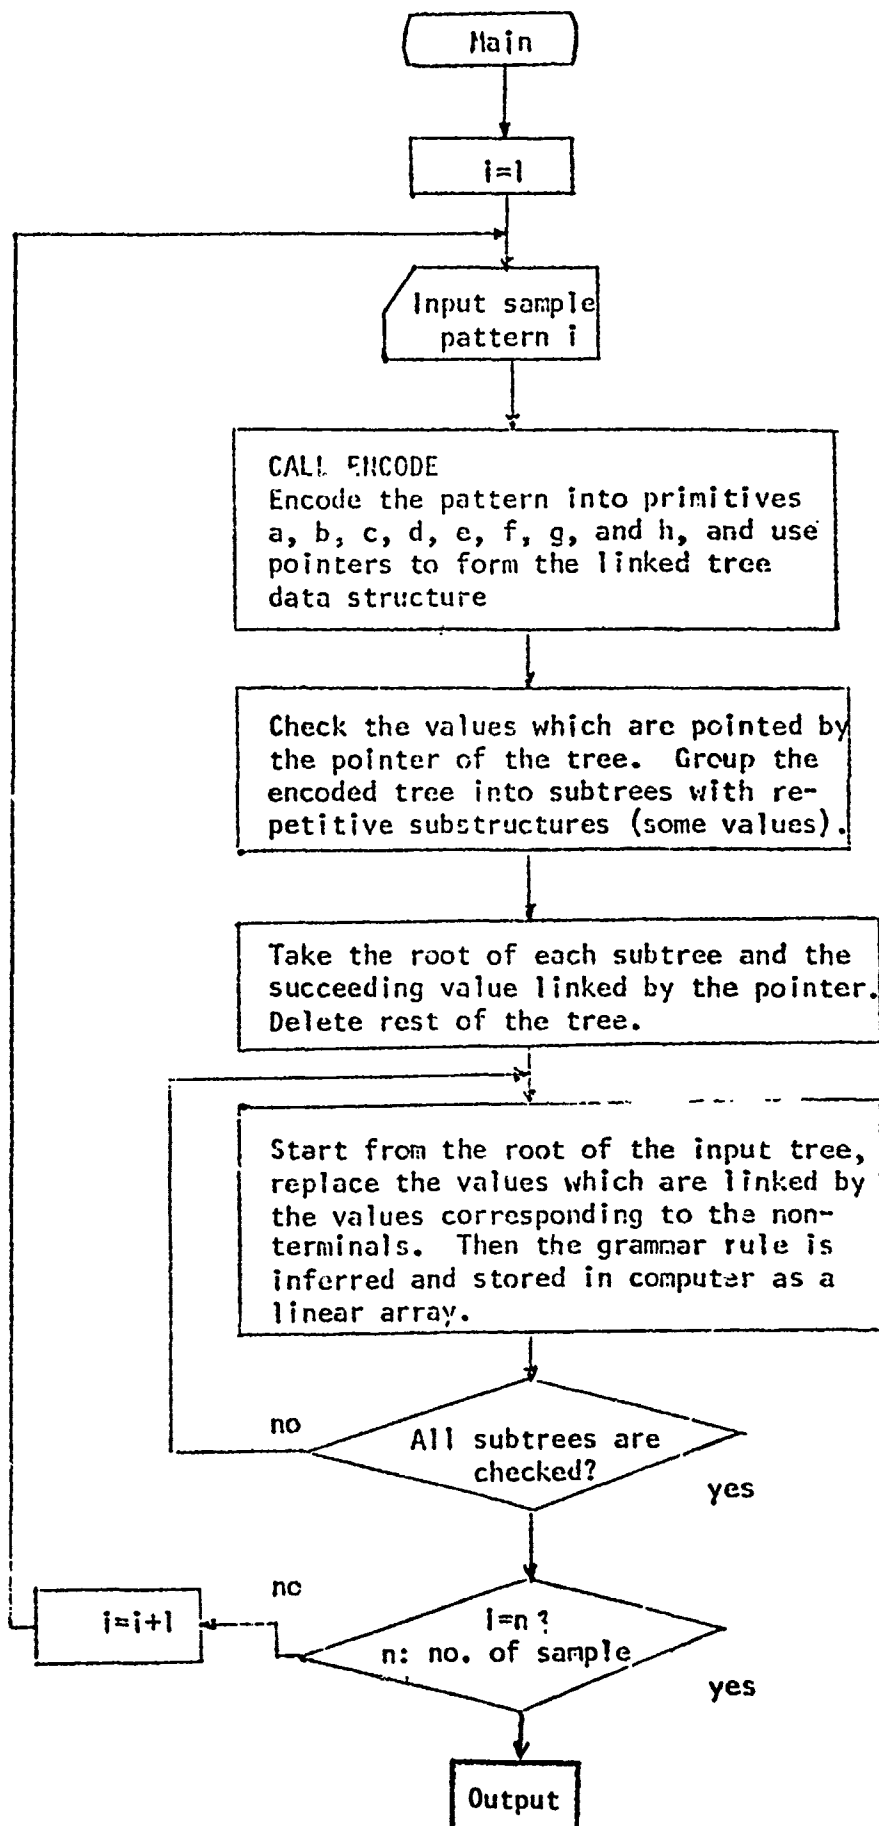 Main
i=1
Input sample
pattern i
CALL ENCODE
Encode the pattern into primitives
a, b, c, d, e, f, g, and h, and use
pointers to form the linked tree
data structure
Check the values which are pointed by
the pointer of the tree. Group the
encoded tree into subtrees with re-
petitive substructures (some values).
Take the root of each subtree and the
succeeding value linked by the pointer.
Delete rest of the tree.
Start from the root of the input tree,
replace the values which are linked by
the values corresponding to the non-
terminals. Then the grammar rule is
inferred and stored in computer as a
linear array.
no
All subtrees are
checked?
yes
no
i=i+1
i=n?
n: no. of sample
yes
Output